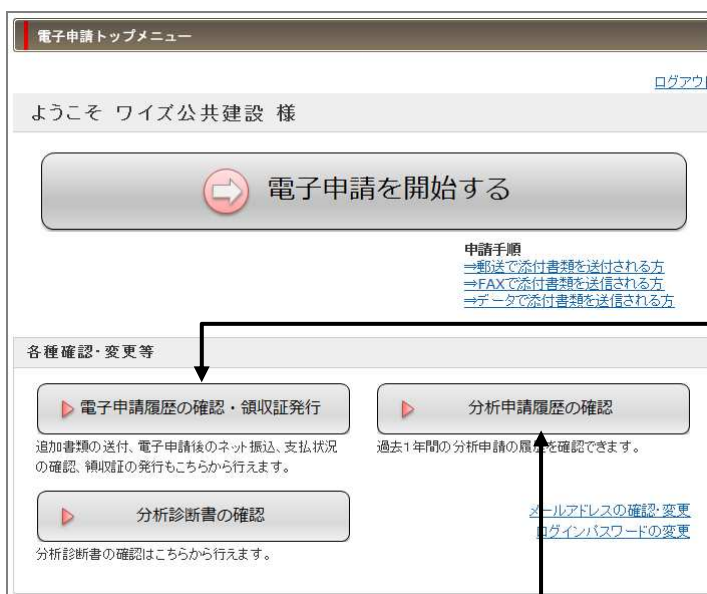 電子申請トップメニュー
ログアウト
ようこそ ワイズ公共建設 様
電子申請を開始する
申請手順
⇒郵送で添付書類を送付される方
⇒FAXで添付書類を送信される方
⇒データで添付書類を送信される方
各種確認・変更等
電子申請履歴の確認・領収証発行
追加書類の送付、電子申請後のネット振込、支払状況
の確認、領収証の発行もこちらから行えます。
分析申請履歴の確認
過去1年間の分析申請の履歴を確認できます。
分析診断書の確認
分析診断書の確認はこちらから行えます。
メールアドレスの確認・変更
ログインパスワードの変更